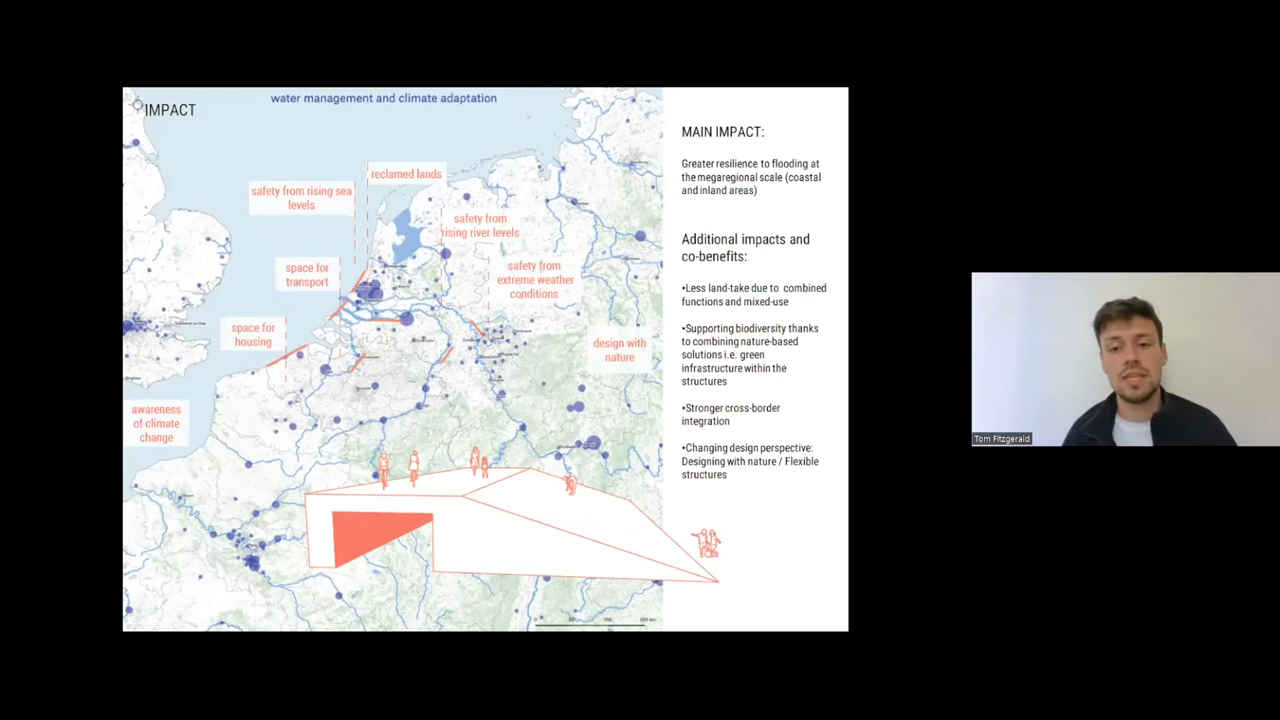 water management and climate adaptation
IMPACT
MAIN IMPACT:
Greater resilience to flooding at
the megaregional scale (coastal
and inland areas)
reclamed lands
safety from rising sea
levels
safety from
rising river levels
space for
transport
safety from
extreme weather
conditions
space for
housing
design with
nature
awareness
of climate
change
Additional impacts and
co-benefits:
•Less land-take due to combined
functions and mixed-use
•Supporting biodiversity thanks
to combining nature-based
solutions i.e. green
infrastructure within the
structures
•Stronger cross-border
integration
•Changing design perspective:
Designing with nature / Flexible
structures
Tom Fitzgerald